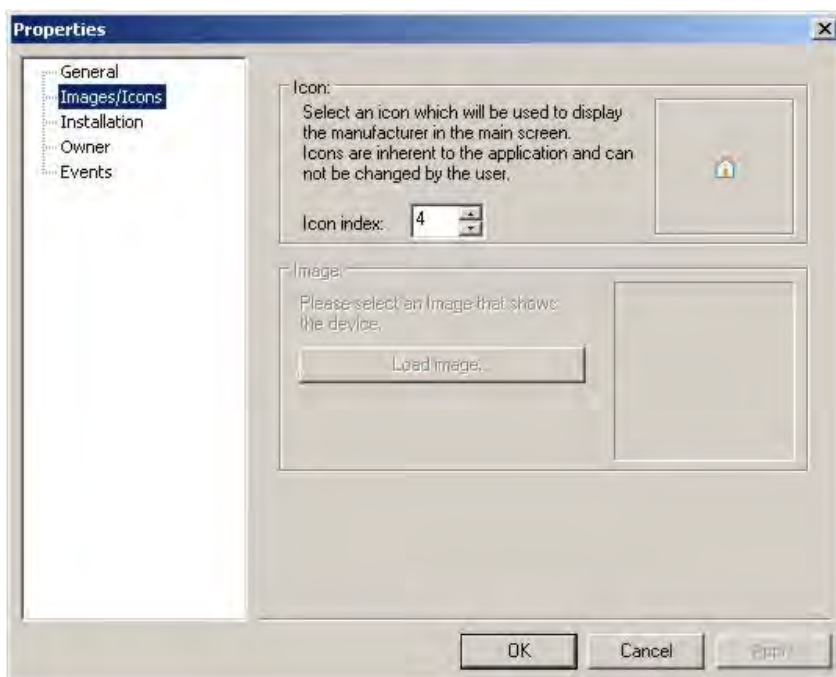 Properties
General
Images/Icons
Installation
Owner
Events
Icon:
Select an icon which will be used to display
the manufacturer in the main screen.
Icons are inherent to the application and can
not be changed by the user.
Icon index:
4
Image:
Please select an Image that shows
the device.
Load image...
OK
Cancel
Apply